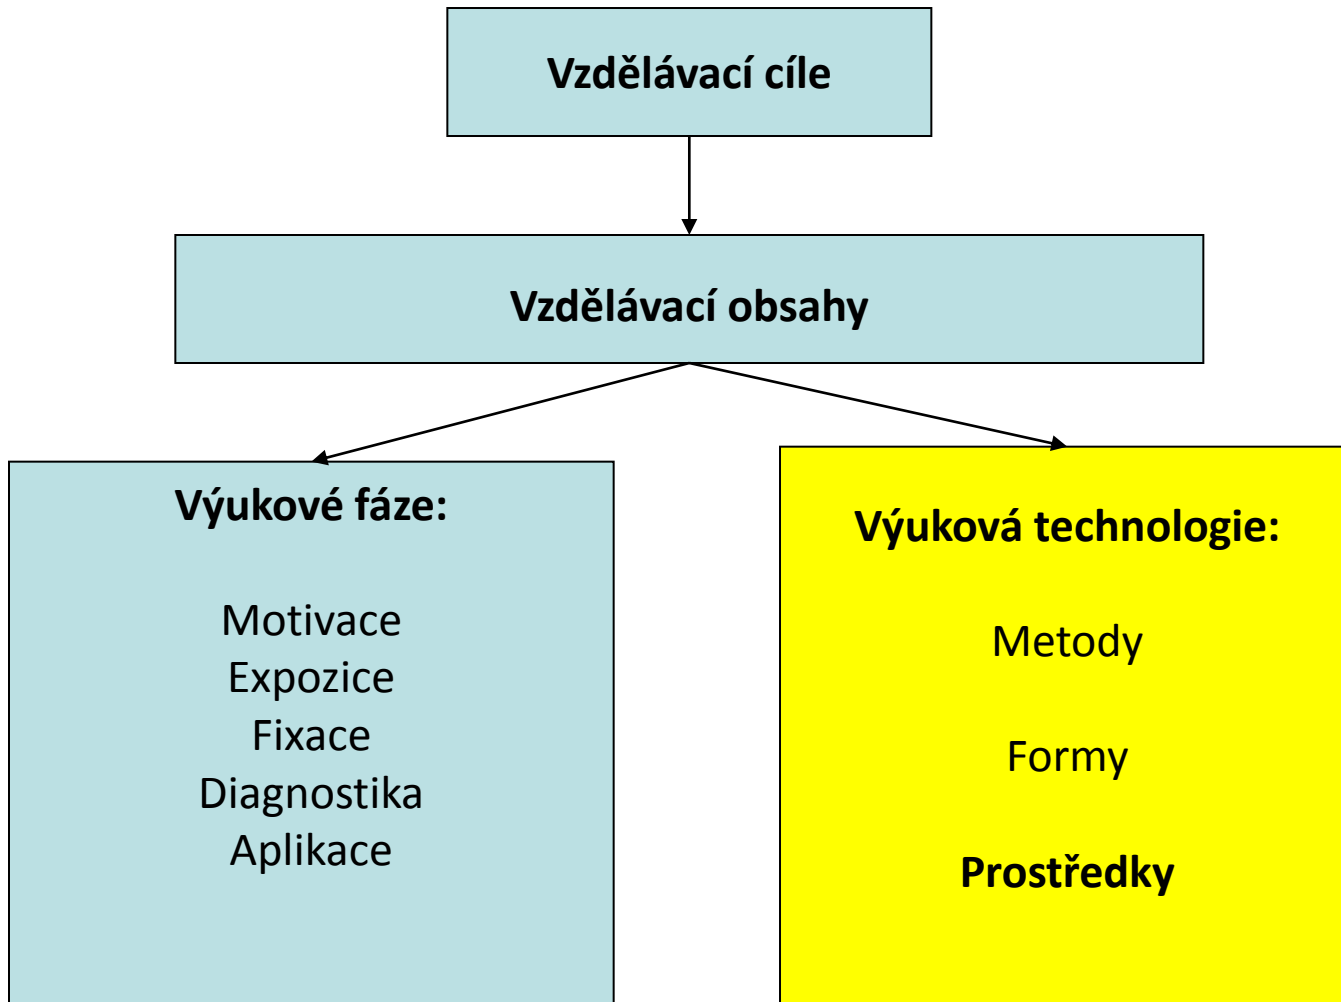 Vzdělávací cíle
Vzdělávací obsahy
Výukové fáze:
Motivace
Expozice
Fixace
Diagnostika
Aplikace
Výuková technologie:
Metody
Formy
Prostředky